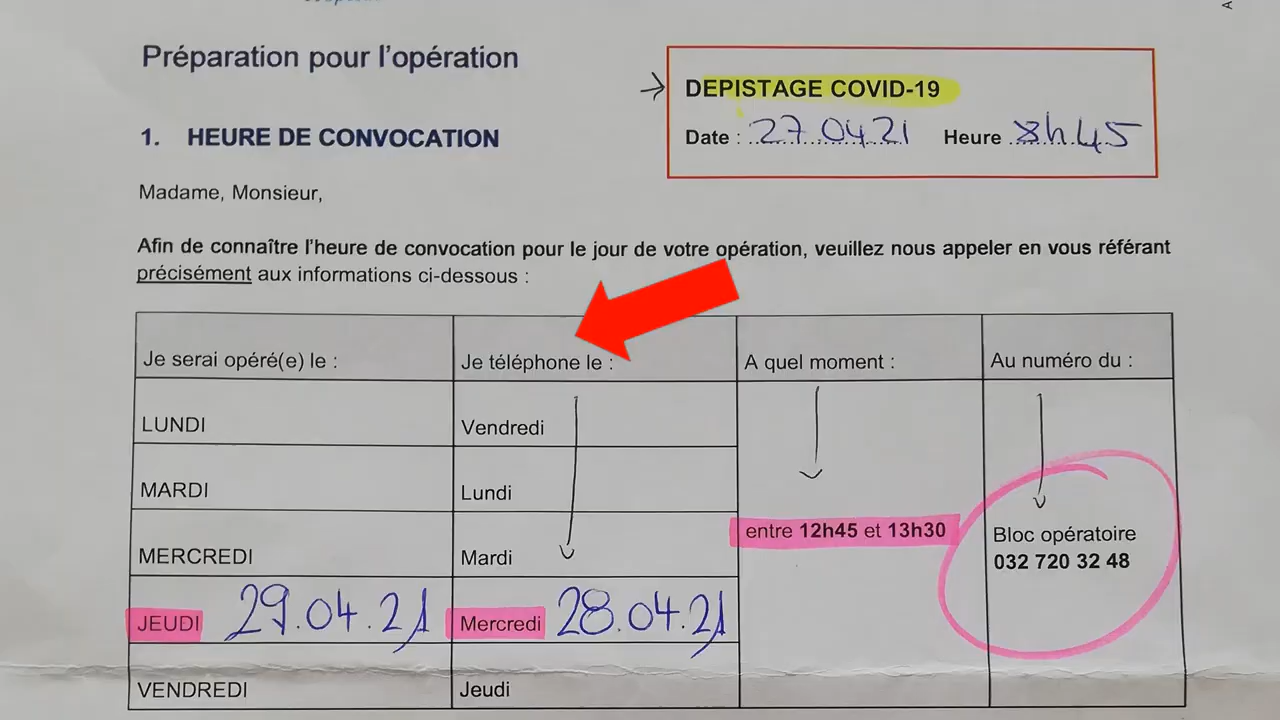 Préparation pour l'opération
DEPISTAGE COVID-19
Date : 27.04.21 Heure 8h45
1. HEURE DE CONVOCATION
Madame, Monsieur,
Afin de connaître l'heure de convocation pour le jour de votre opération, veuillez nous appeler en vous référant
précisément aux informations ci-dessous :
Je serai opéré(e) le : Je téléphone le : A quel moment : Au numéro du :
LUNDI Vendredi
MARDI Lundi
entre 12h45 et 13h30 Bloc opératoire
032 720 32 48
MERCREDI Mardi
JEUDI 29.04.21 Mercredi 28.04.21
VENDREDI Jeudi